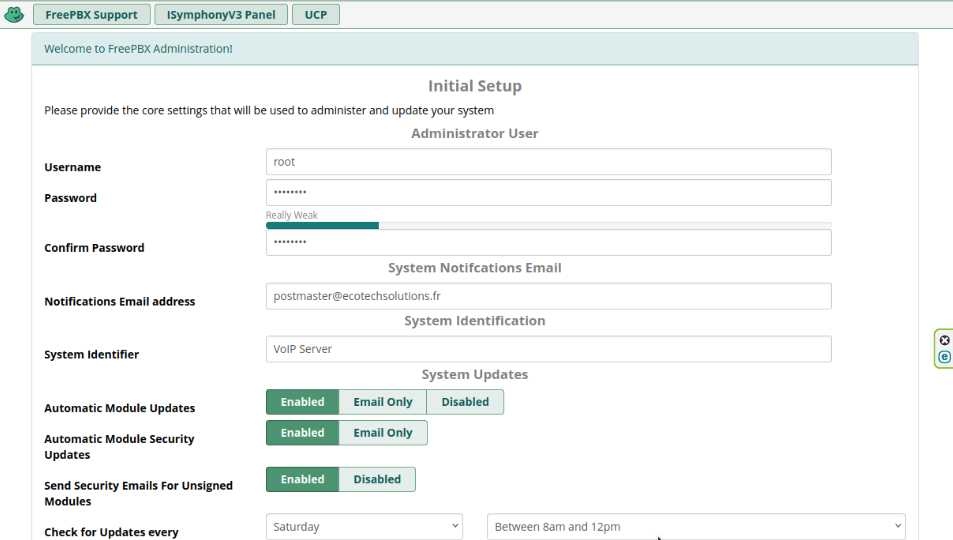 FreePBX Support ISymphonyV3 Panel UCP
Welcome to FreePBX Administration!
Initial Setup
Please provide the core settings that will be used to administer and update your system
Administrator User
Username root
Password ••••••••
Really Weak
Confirm Password ••••••••
System Notifcations Email
Notifications Email address postmaster@ecotechsolutions.fr
System Identification
System Identifier VoIP Server
System Updates
Automatic Module Updates Enabled Email Only Disabled
Automatic Module Security Updates Enabled Email Only
Send Security Emails For Unsigned Modules Enabled Disabled
Check for Updates every Saturday Between 8am and 12pm